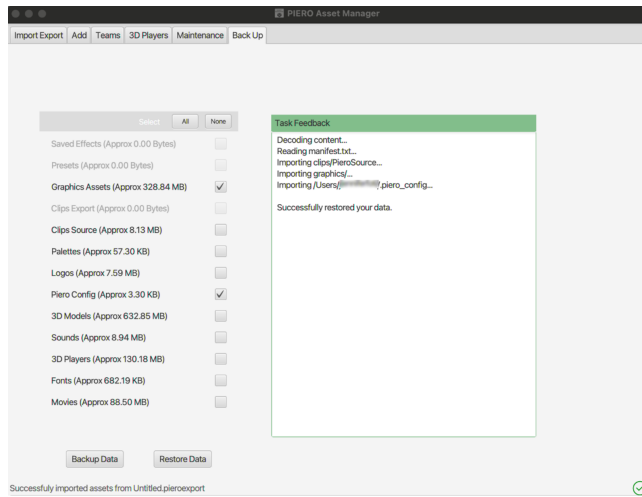 PIERO Asset Manager
Import Export Add Teams 3D Players Maintenance Back Up
Select All None
Saved Effects (Approx 0.00 Bytes)
Presets (Approx 0.00 Bytes)
Graphics Assets (Approx 328.84 MB)
Clips Export (Approx 0.00 Bytes)
Clips Source (Approx 8.13 MB)
Palettes (Approx 57.30 KB)
Logos (Approx 7.59 MB)
Piero Config (Approx 3.30 KB)
3D Models (Approx 632.85 MB)
Sounds (Approx 8.94 MB)
3D Players (Approx 130.18 MB)
Fonts (Approx 682.19 KB)
Movies (Approx 88.50 MB)
Backup Data Restore Data
Task Feedback
Decoding content...
Reading manifest.txt...
Importing clips/PieroSource...
Importing graphics/...
Importing /Users/ /.piero_config...
Successfully restored your data.
Successfuly imported assets from Untitled.pieroexport